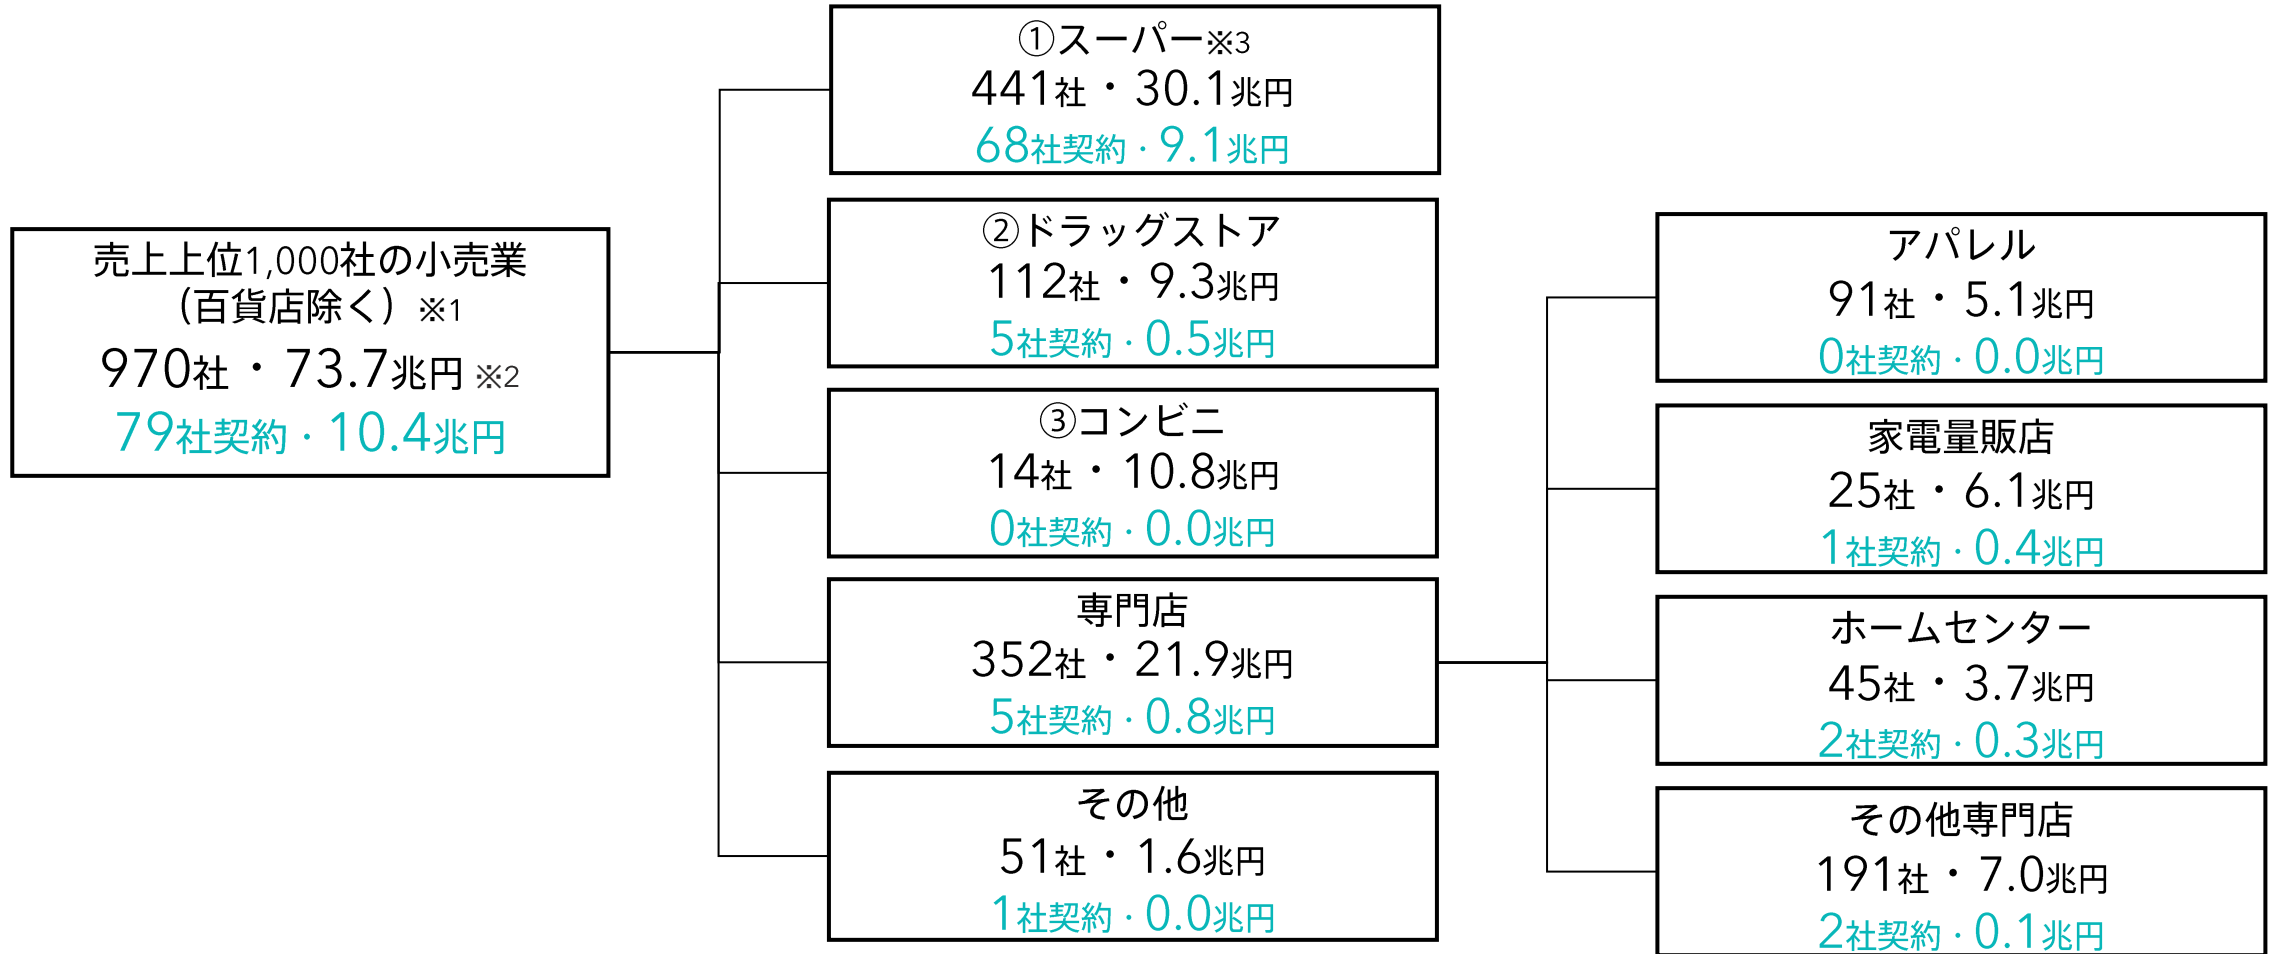 売上上位1,000社の小売業
（百貨店除く）※1
970社・73.7兆円 ※2
79社契約・10.4兆円
①スーパー※3
441社・30.1兆円
68社契約・9.1兆円
②ドラッグストア
112社・9.3兆円
5社契約・0.5兆円
③コンビニ
14社・10.8兆円
0社契約・0.0兆円
専門店
352社・21.9兆円
5社契約・0.8兆円
その他
51社・1.6兆円
1社契約・0.0兆円
アパレル
91社・5.1兆円
0社契約・0.0兆円
家電量販店
25社・6.1兆円
1社契約・0.4兆円
ホームセンター
45社・3.7兆円
2社契約・0.3兆円
その他専門店
191社・7.0兆円
2社契約・0.1兆円